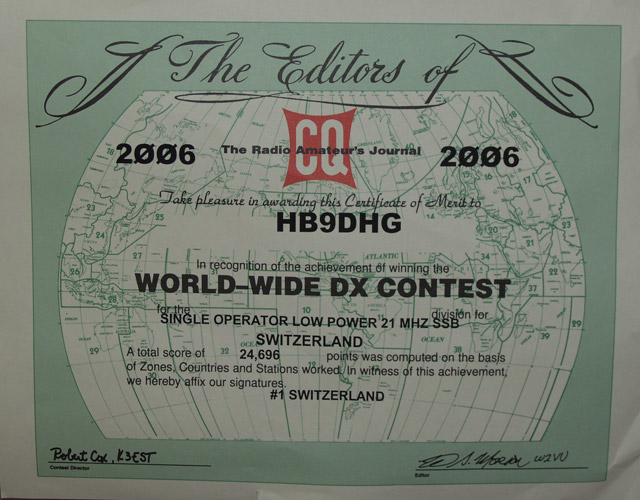 The Editors of
2006
The Radio Amateur's Journal
CQ
2006
Take pleasure in awarding this Certificate of Merit to
HB9DHG
In recognition of the achievement of winning the
WORLD-WIDE DX CONTEST
for the
division for
SINGLE OPERATOR LOW POWER 21 MHZ SSB
SWITZERLAND
A total score of 24,696 points was computed on the basis
of Zones, Countries and Stations worked. In witness of this achievement,
we hereby affix our signatures.
#1 SWITZERLAND
Robert Cox, K3EST
Contest Director
W2VU
Editor
ATLANTIC
OCEAN
OCEAN